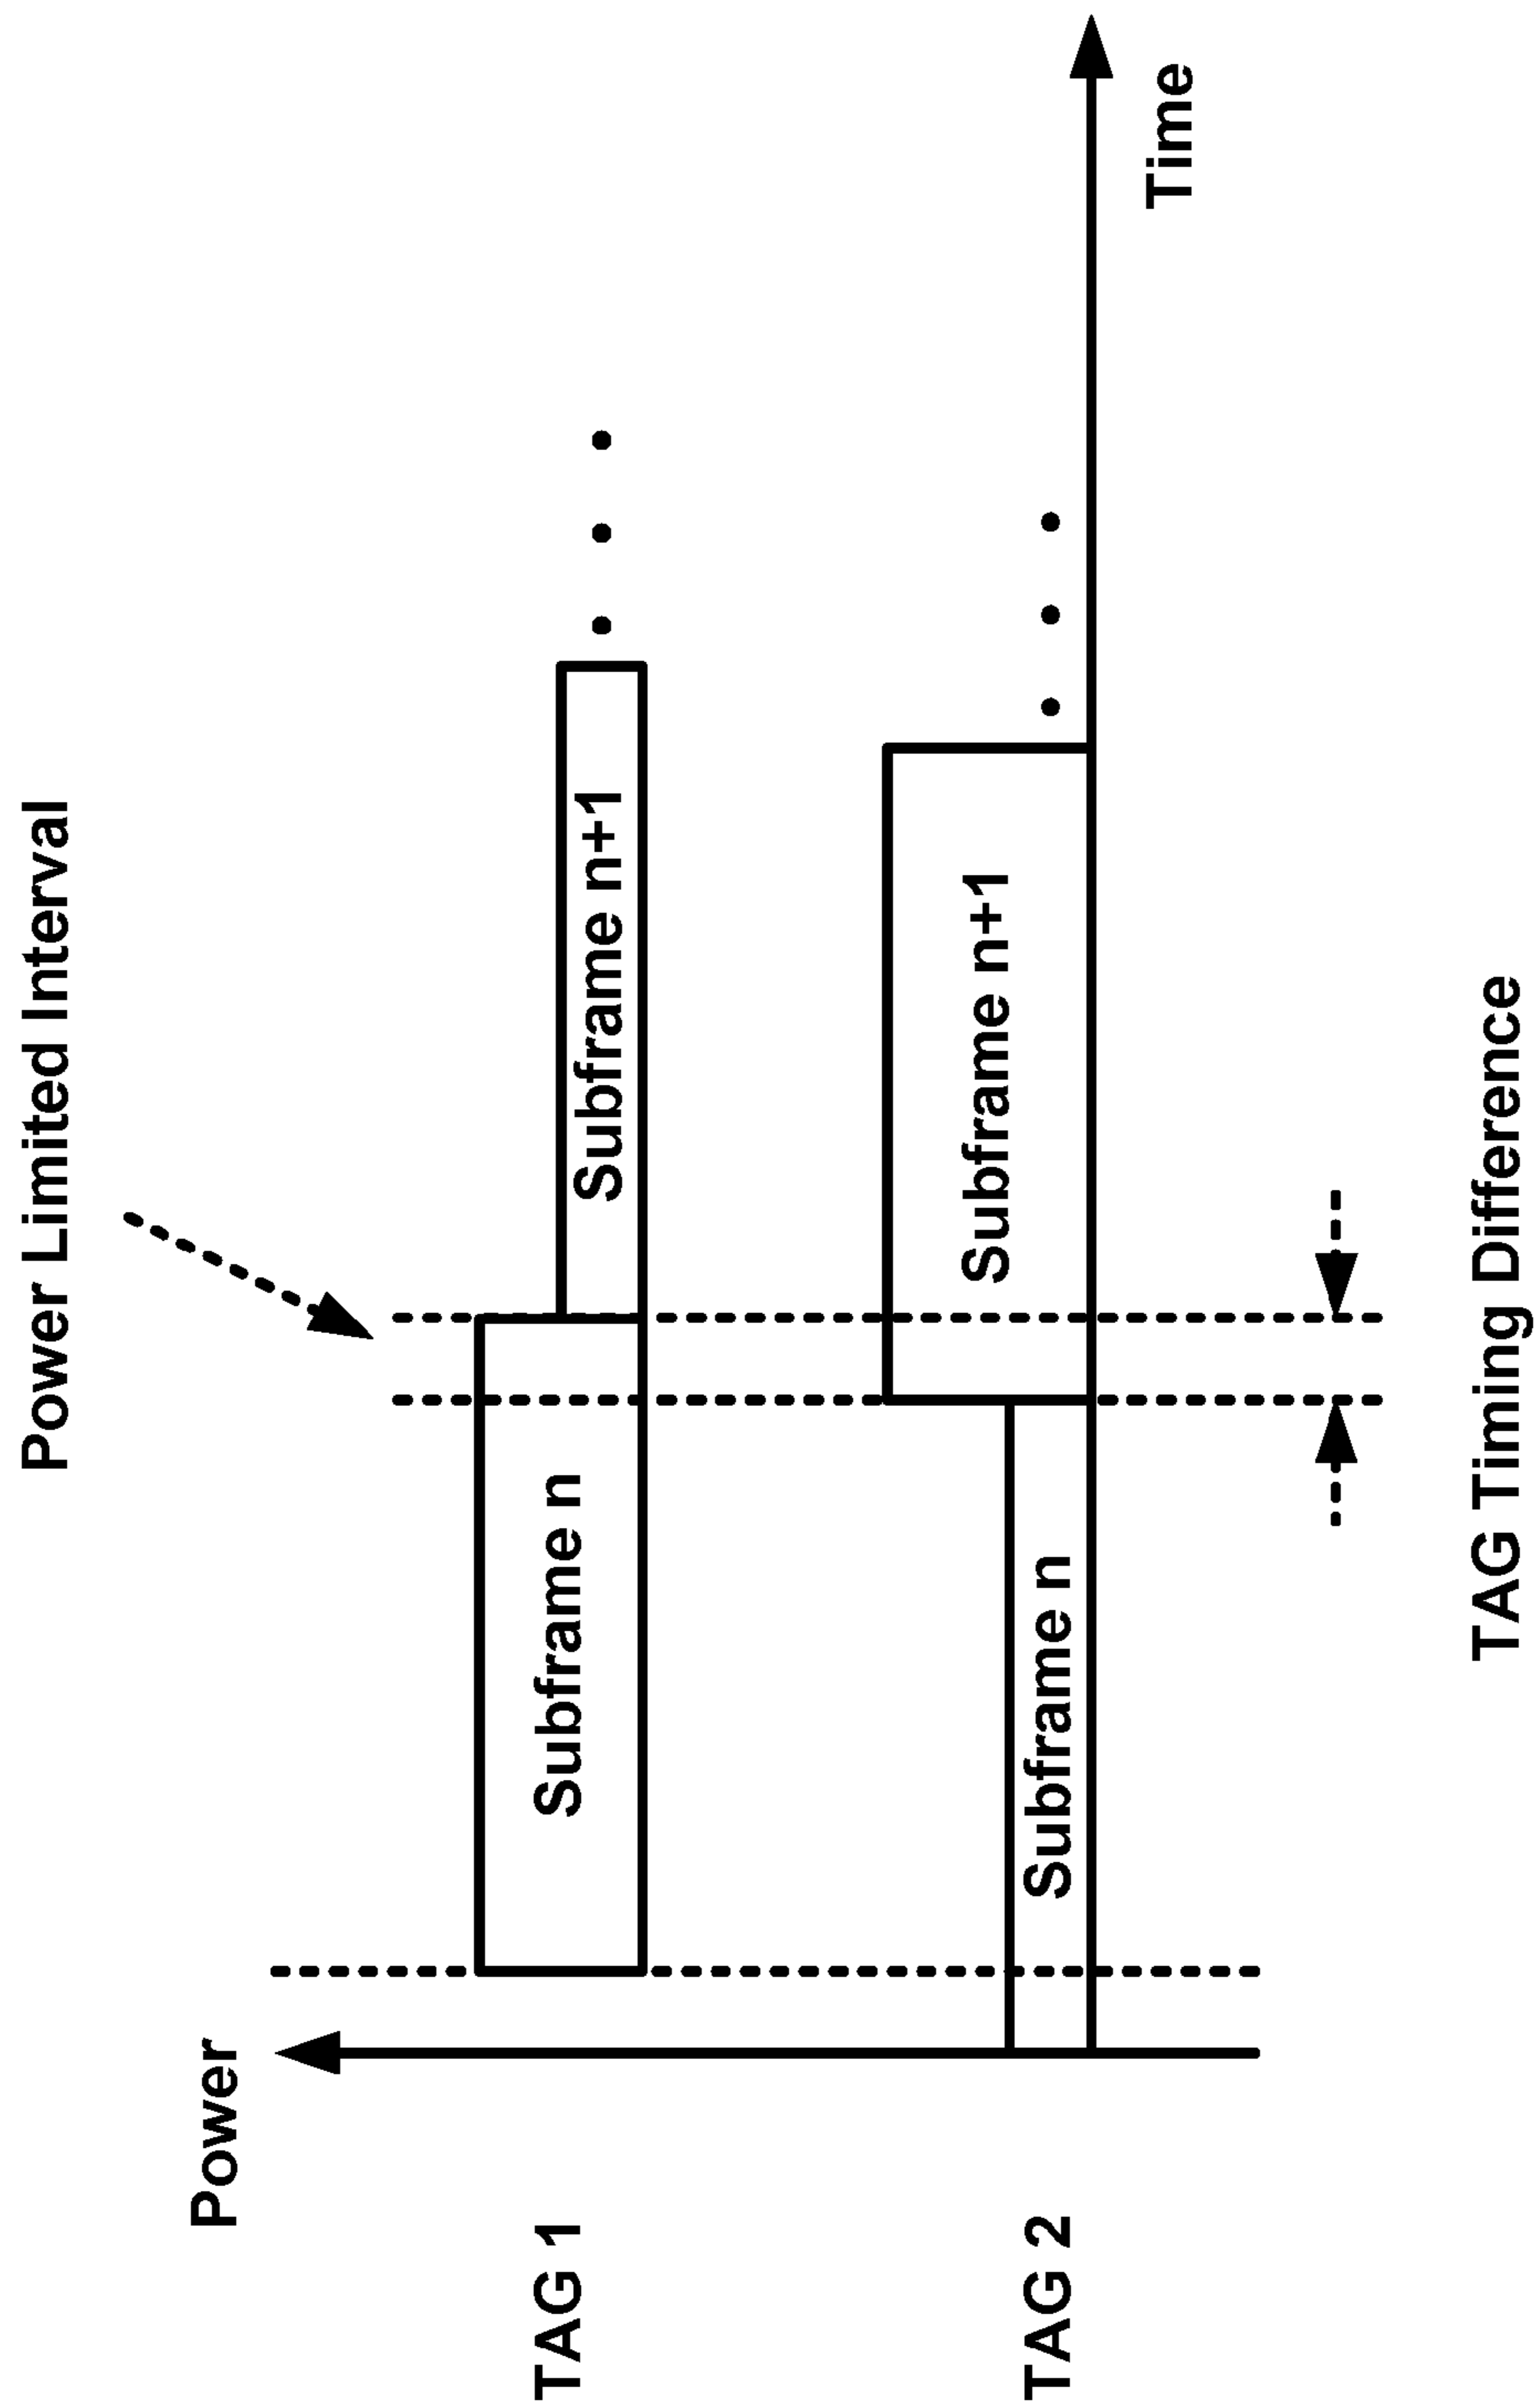 Power Limited Interval
Power
TAG 1
Subframe n
Subframe n+1
TAG 2
Subframe n
Subframe n+1
Time
TAG Timing Difference